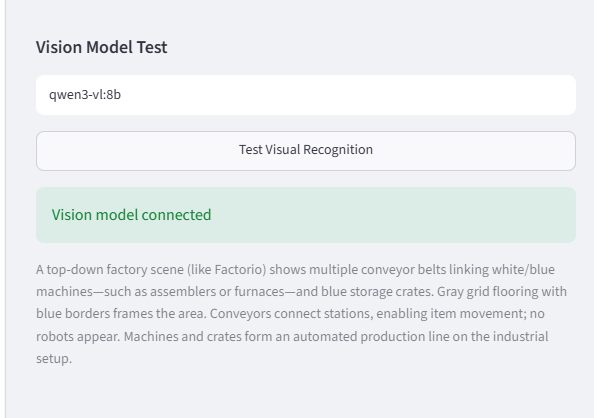 Vision Model Test
qwen3-vl:8b
Test Visual Recognition
Vision model connected
A top-down factory scene (like Factorio) shows multiple conveyor belts linking white/blue
machines—such as assemblers or furnaces—and blue storage crates. Gray grid flooring with
blue borders frames the area. Conveyors connect stations, enabling item movement; no
robots appear. Machines and crates form an automated production line on the industrial
setup.